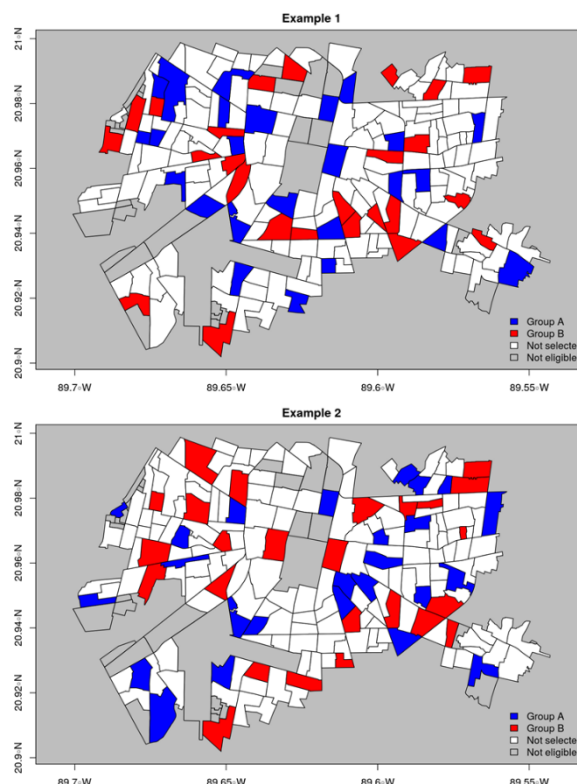 Example 1
21°N
20.98°N
20.96°N
20.94°N
20.92°N
20.9°N
Group A
Group B
Not selecte
Not eligible
89.7°W
89.65°W
89.6°W
89.55°W
Example 2
21°N
20.98°N
20.96°N
20.94°N
20.92°N
20.9°N
Group A
Group B
Not selecte
Not eligible
89.7°W
89.65°W
89.6°W
89.55°W